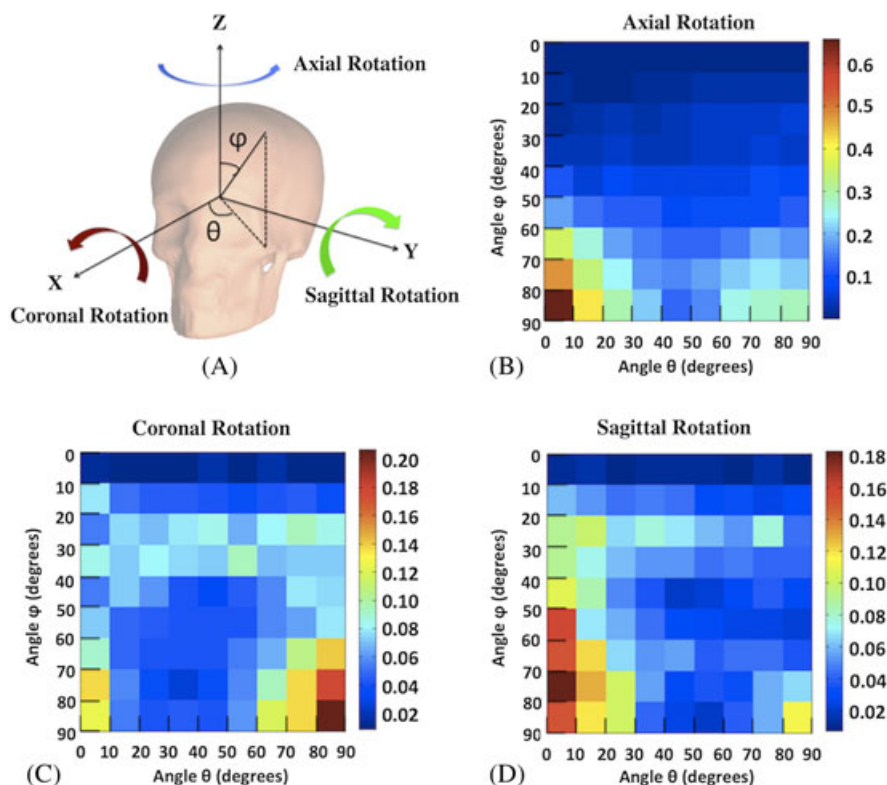 Z
Axial Rotation
φ
θ
X
Y
Coronal Rotation
Sagittal Rotation
(A)
Axial Rotation
Angle φ (degrees)
0
10
20
30
40
50
60
70
80
90
0 10 20 30 40 50 60 70 80 90
Angle θ (degrees)
0.6
0.5
0.4
0.3
0.2
0.1
(B)
Coronal Rotation
Angle φ (degrees)
0
10
20
30
40
50
60
70
80
90
0 10 20 30 40 50 60 70 80 90
Angle θ (degrees)
0.20
0.18
0.16
0.14
0.12
0.10
0.08
0.06
0.04
0.02
(C)
Sagittal Rotation
Angle φ (degrees)
0
10
20
30
40
50
60
70
80
90
0 10 20 30 40 50 60 70 80 90
Angle θ (degrees)
0.18
0.16
0.14
0.12
0.10
0.08
0.06
0.04
0.02
(D)